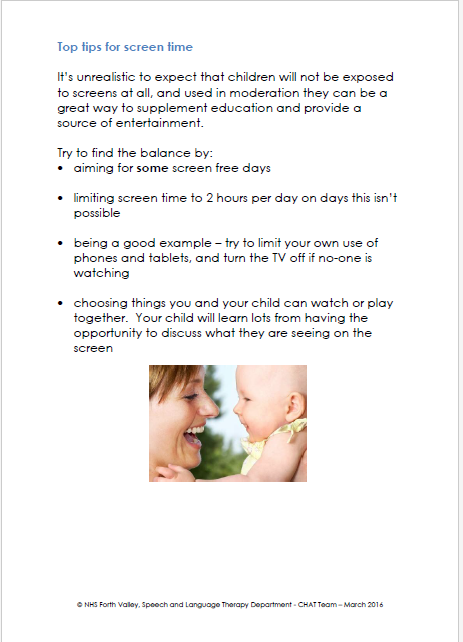 Top tips for screen time
It's unrealistic to expect that children will not be exposed
to screens at all, and used in moderation they can be a
great way to supplement education and provide a
source of entertainment.
Try to find the balance by:
• aiming for some screen free days
• limiting screen time to 2 hours per day on days this isn't
possible
• being a good example – try to limit your own use of
phones and tablets, and turn the TV off if no-one is
watching
• choosing things you and your child can watch or play
together.  Your child will learn lots from having the
opportunity to discuss what they are seeing on the
screen
© NHS Forth Valley, Speech and Language Therapy Department - CHAT Team – March 2016